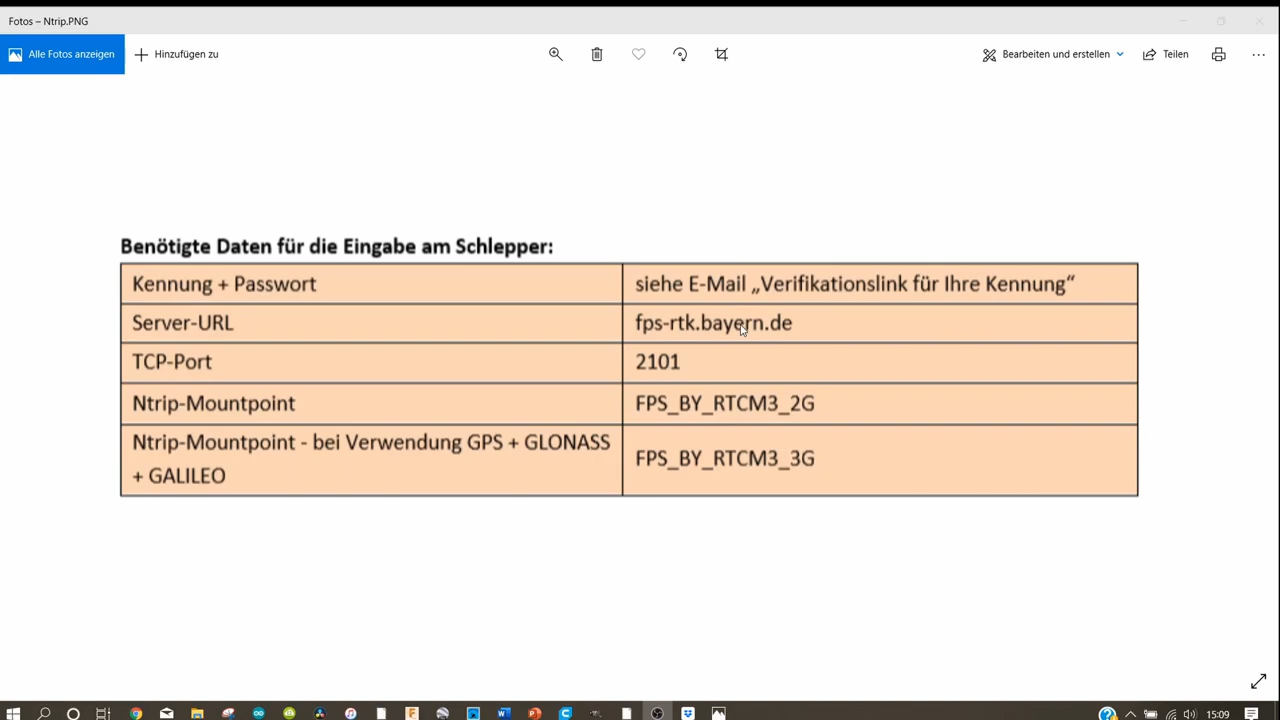 Fotos – Ntrip.PNG
Alle Fotos anzeigen
Hinzufügen zu
Bearbeiten und erstellen
Teilen
Benötigte Daten für die Eingabe am Schlepper:
Kennung + Passwort siehe E-Mail „Verifikationslink für Ihre Kennung“
Server-URL fps-rtk.bayern.de
TCP-Port 2101
Ntrip-Mountpoint FPS_BY_RTCM3_2G
Ntrip-Mountpoint - bei Verwendung GPS + GLONASS
+ GALILEO FPS_BY_RTCM3_3G
15:09